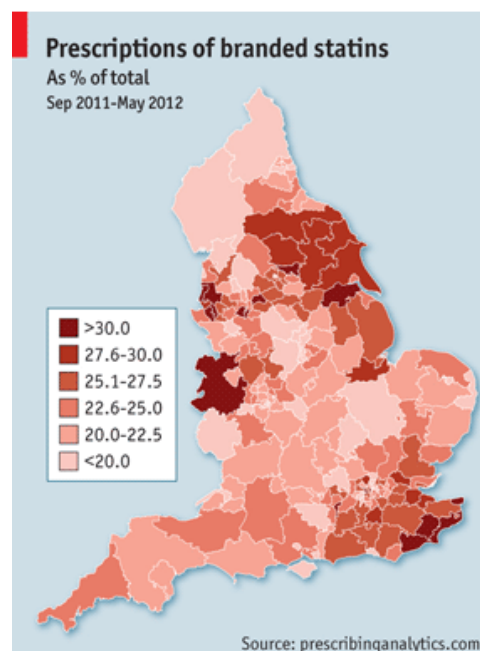 Prescriptions of branded statins
As % of total
Sep 2011-May 2012
>30.0
27.6-30.0
25.1-27.5
22.6-25.0
20.0-22.5
<20.0
Source: prescribinganalytics.com